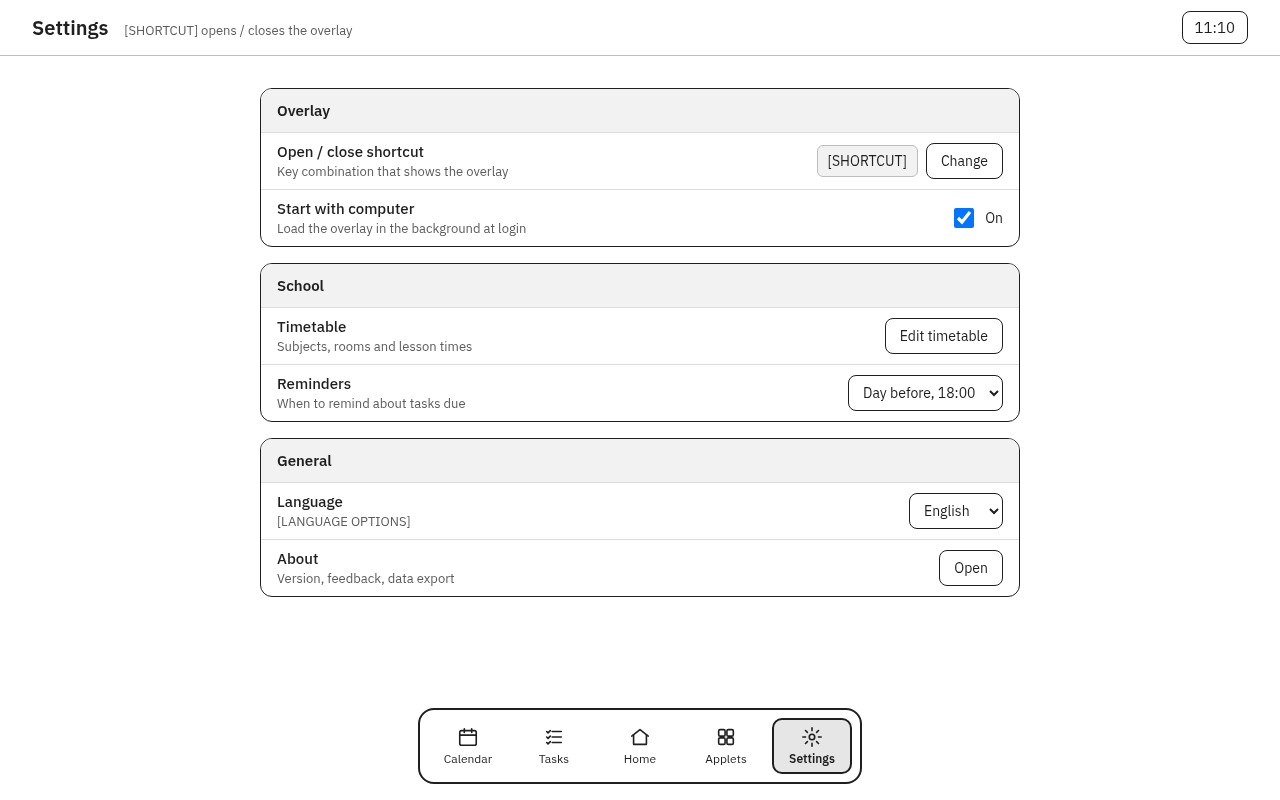 Settings [SHORTCUT] opens / closes the overlay 11:10
Overlay
Open / close shortcut
Key combination that shows the overlay
[SHORTCUT] Change
Start with computer
Load the overlay in the background at login
On
School
Timetable
Subjects, rooms and lesson times
Edit timetable
Reminders
When to remind about tasks due
Day before, 18:00
General
Language
[LANGUAGE OPTIONS]
English
About
Version, feedback, data export
Open
Calendar Tasks Home Applets Settings